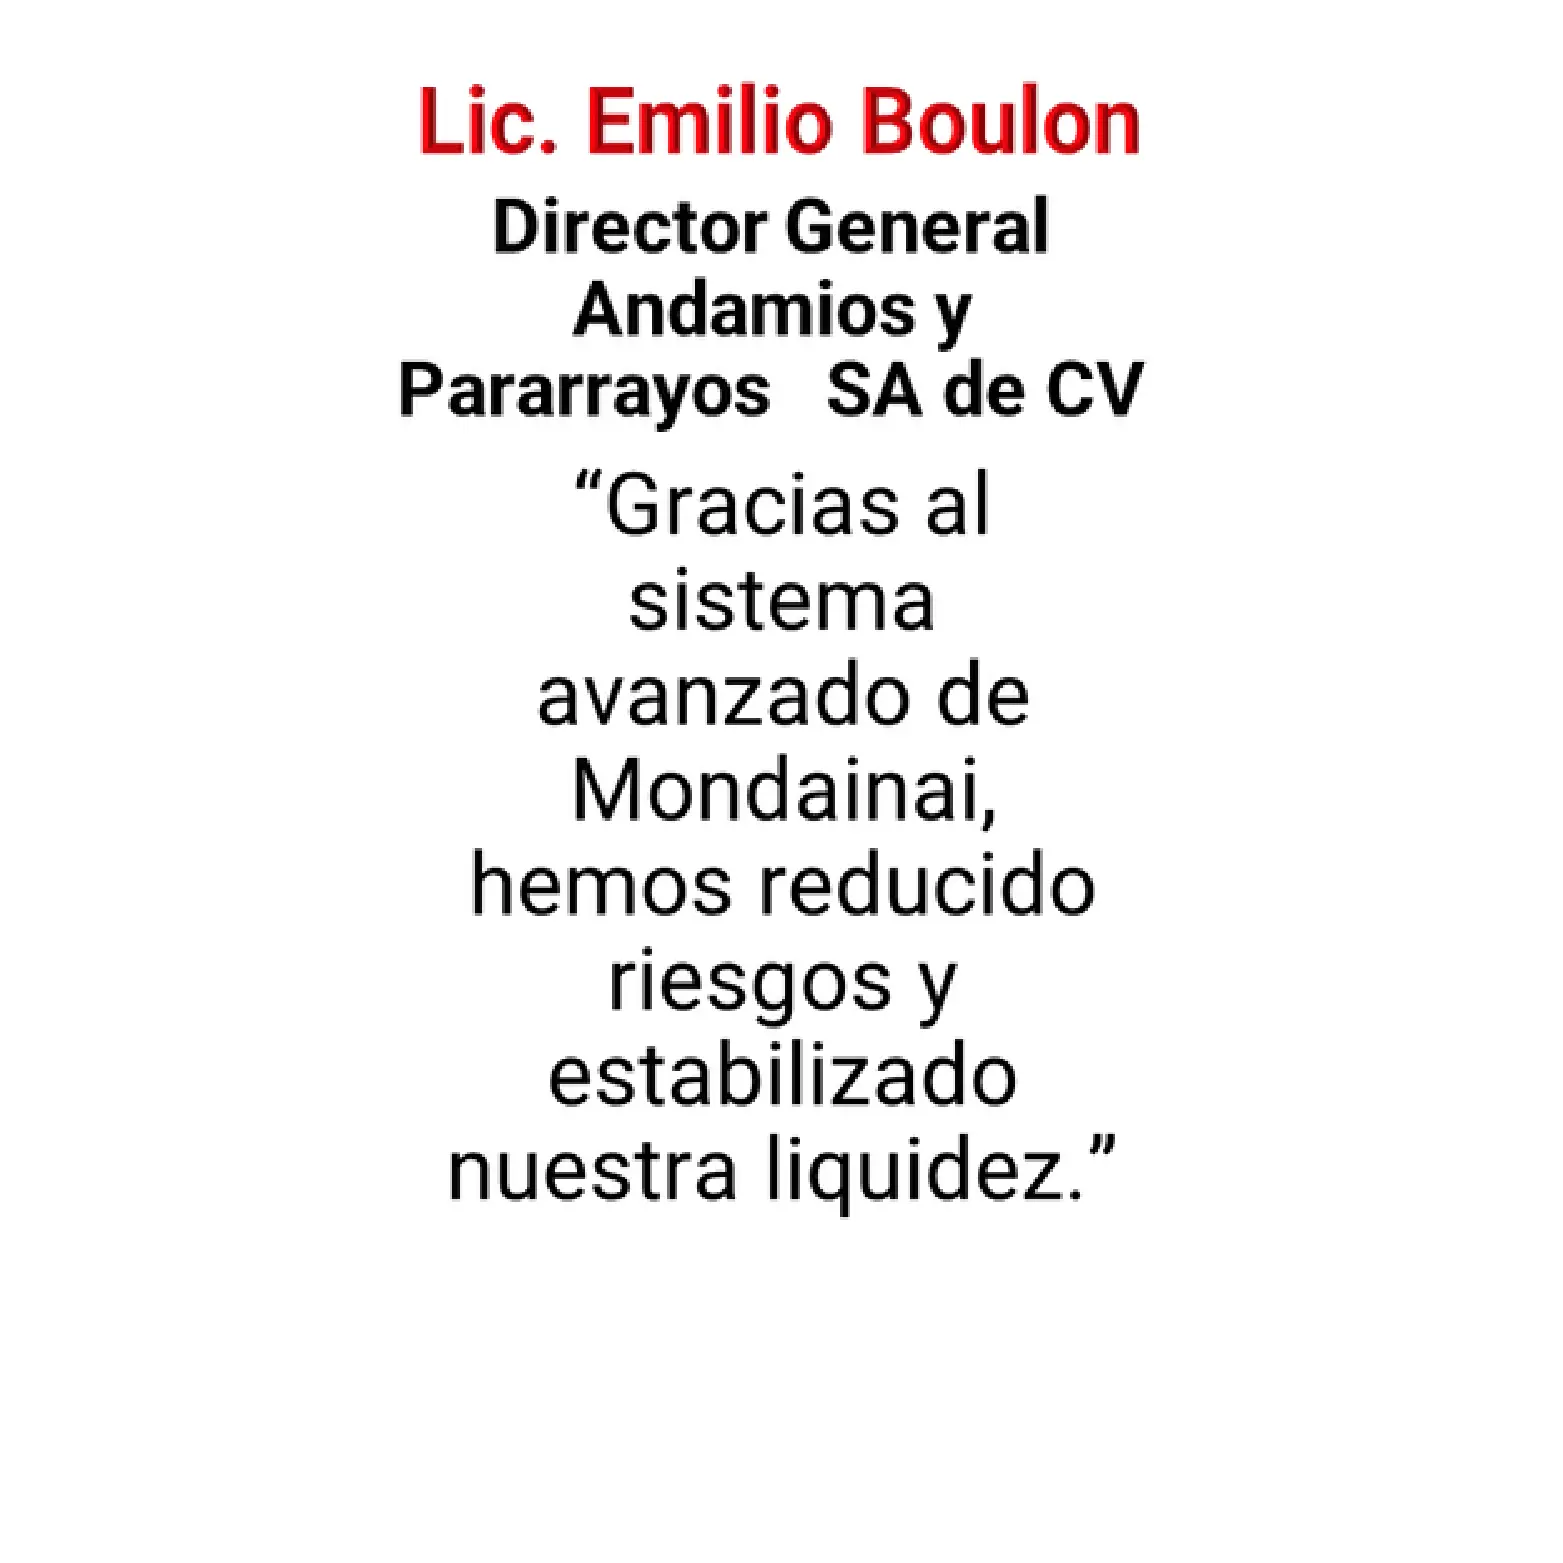 Lic. Emilio Boulon
Director General
Andamios y
Pararrayos   SA de CV
“Gracias al
sistema
avanzado de
Mondainai,
hemos reducido
riesgos y
estabilizado
nuestra liquidez.”